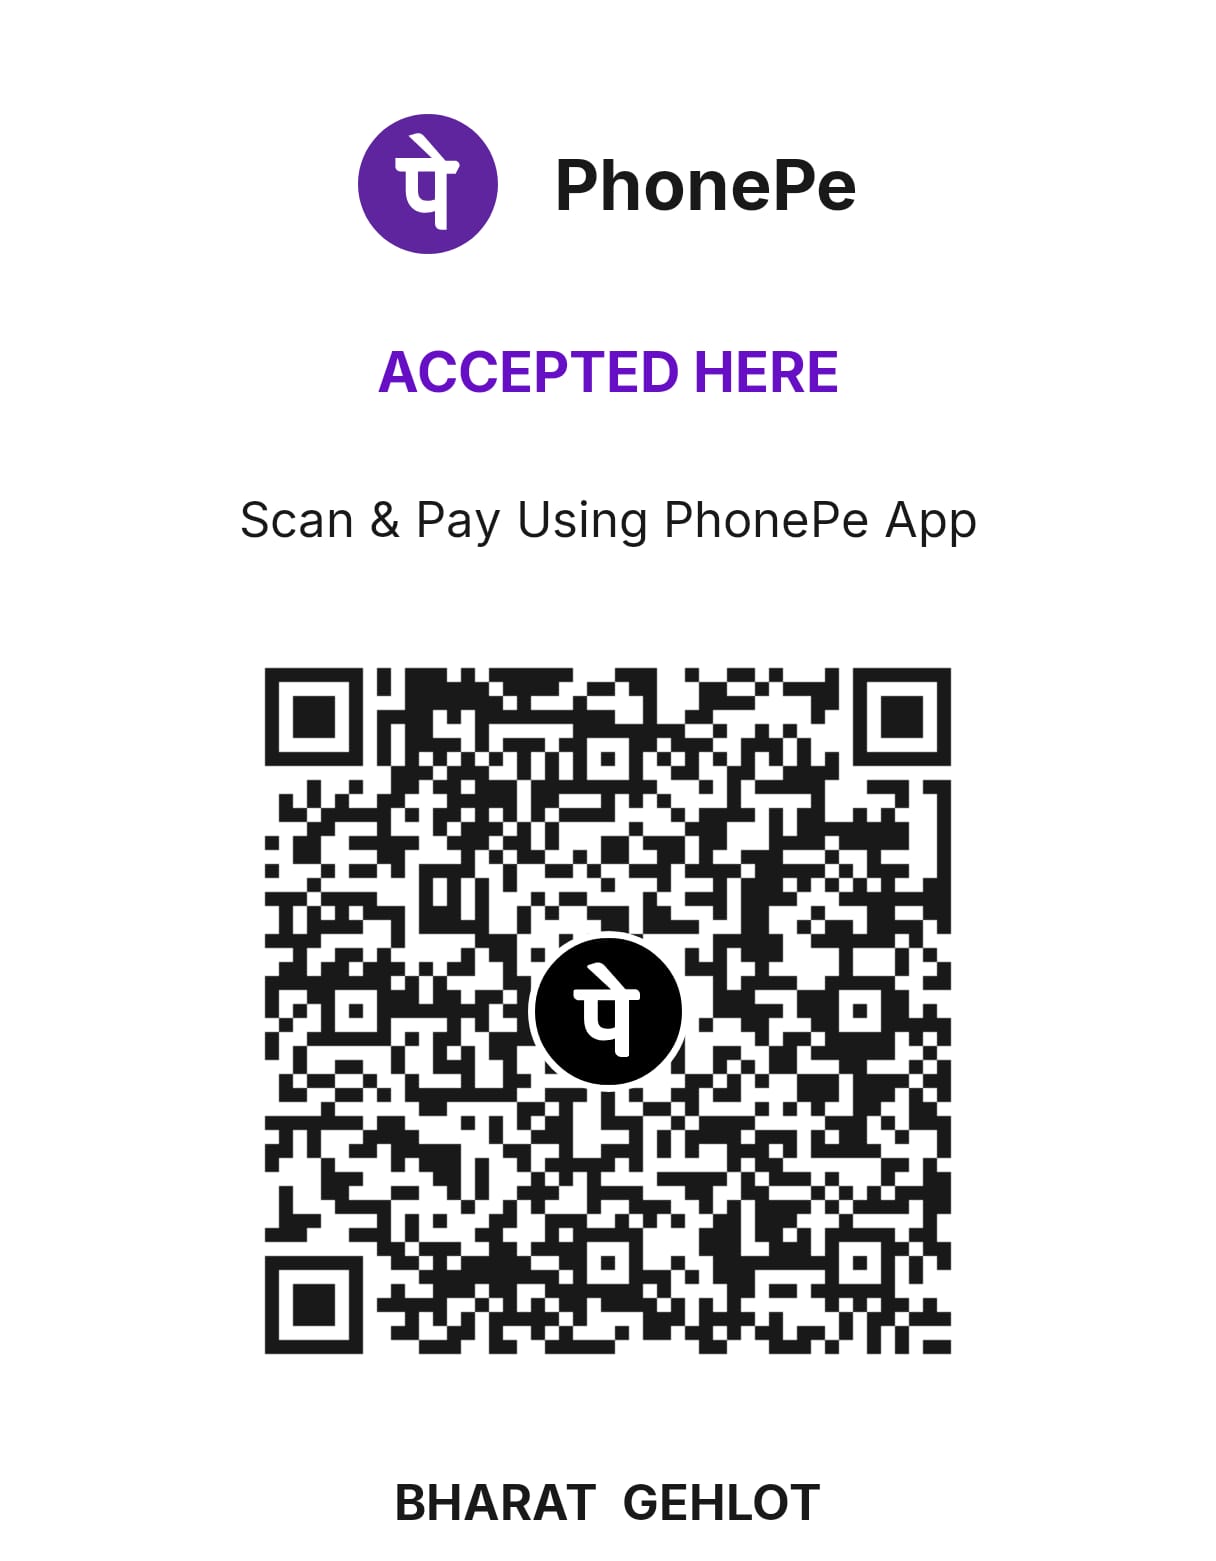 पे PhonePe
ACCEPTED HERE
Scan & Pay Using PhonePe App
पे
BHARAT GEHLOT